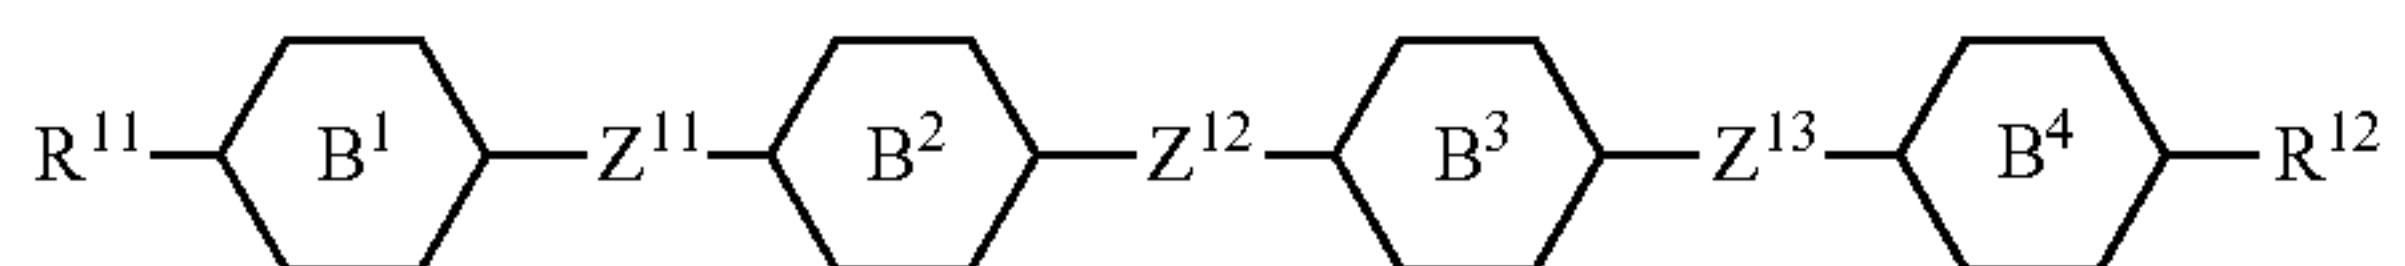 R¹¹ B¹ Z¹¹ B² Z¹² B³ Z¹³ B⁴ R¹²